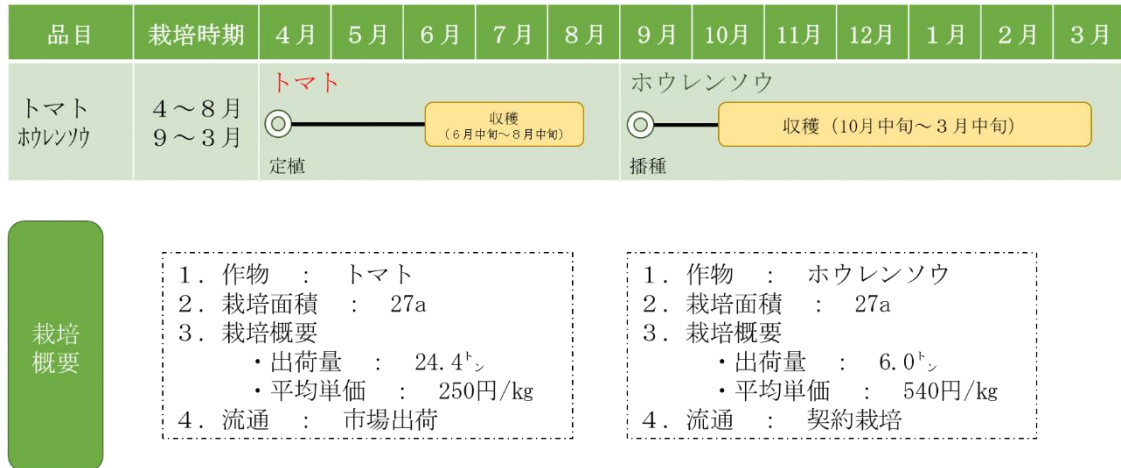 品目 栽培時期 4月 5月 6月 7月 8月 9月 10月 11月 12月 1月 2月 3月
トマト
ホウレンソウ
4～8月
9～3月
トマト
収穫
(6月中旬～8月中旬)
定植
ホウレンソウ
収穫（10月中旬～3月中旬）
播種
栽培
概要
1．作物 ： トマト
2．栽培面積 ： 27a
3．栽培概要
・出荷量 ： 24.4㌧
・平均単価 ： 250円/kg
4．流通 ： 市場出荷
1．作物 ： ホウレンソウ
2．栽培面積 ： 27a
3．栽培概要
・出荷量 ： 6.0㌧
・平均単価 ： 540円/kg
4．流通 ： 契約栽培